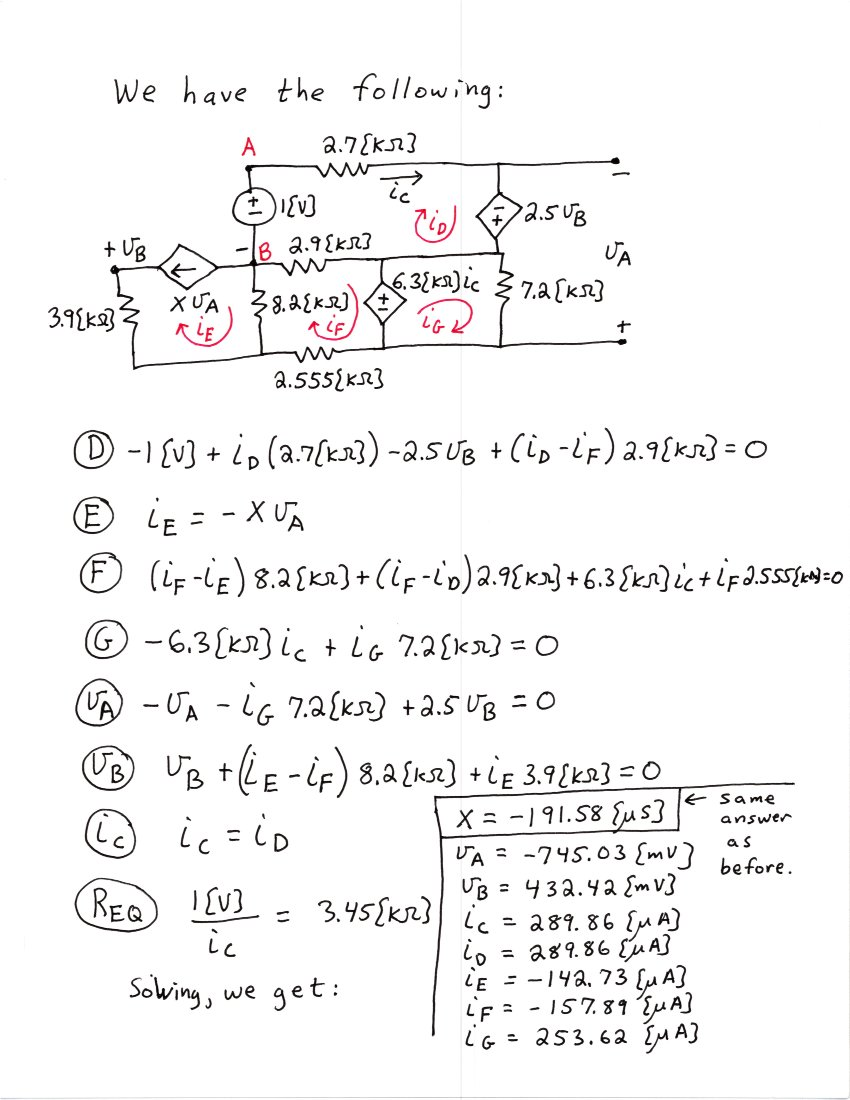 We have the following:
A
2.7[kΩ]
iC
−
1[V]
iD
2.5 vB
+ vB −
B
2.9[kΩ]
vA
X vA
8.2[kΩ]
6.3[kΩ]iC
7.2[kΩ]
3.9[kΩ]
iE
iF
iG
+
2.555[kΩ]
(D) -1[V] + iD(2.7[kΩ]) - 2.5 vB + (iD - iF) 2.9[kΩ] = 0
(E) iE = - X vA
(F) (iF - iE) 8.2[kΩ] + (iF - iD) 2.9[kΩ] + 6.3[kΩ] iC + iF 2.555[kΩ] = 0
(G) -6.3[kΩ] iC + iG 7.2[kΩ] = 0
(vA) - vA - iG 7.2[kΩ] + 2.5 vB = 0
(vB) vB + (iE - iF) 8.2[kΩ] + iE 3.9[kΩ] = 0
(iC) iC = iD
(REQ) 1[V] / iC = 3.45[kΩ]
Solving, we get:
X = -191.58 [μS]
← same
answer
as
before.
vA = -745.03 [mV]
vB = 432.42 [mV]
iC = 289.86 [μA]
iD = 289.86 [μA]
iE = -142.73 [μA]
iF = -157.89 [μA]
iG = 253.62 [μA]